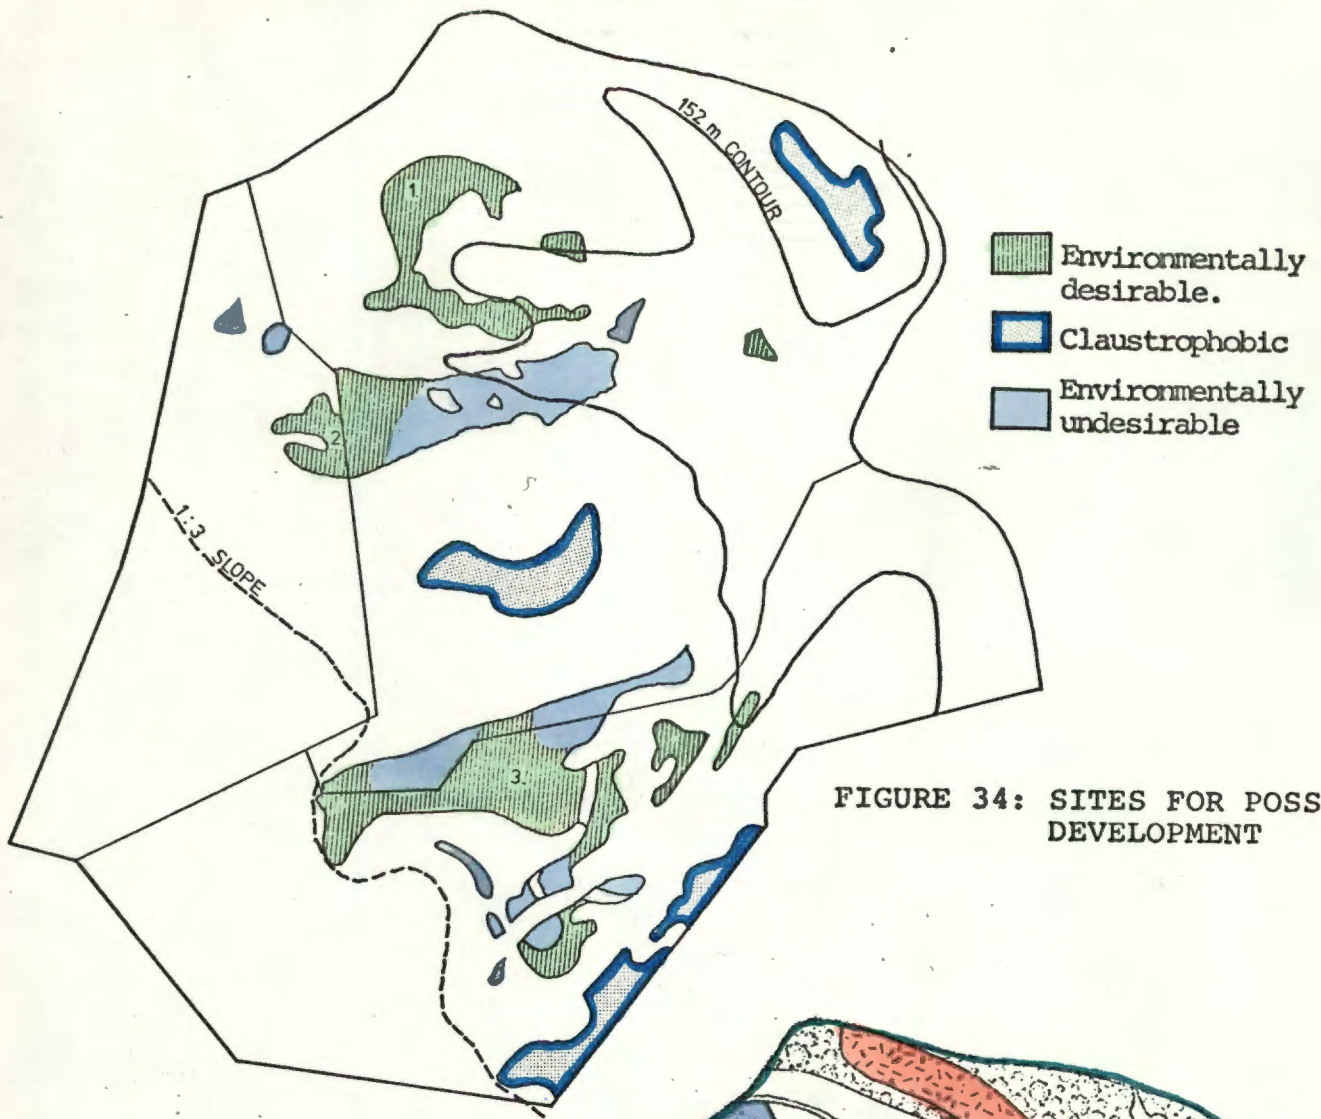 152 m CONTOUR
1.
Environmentally
desirable.
Claustrophobic
Environmentally
undesirable
2
1:3 SLOPE
3.
FIGURE 34: SITES FOR POSS
DEVELOPMENT